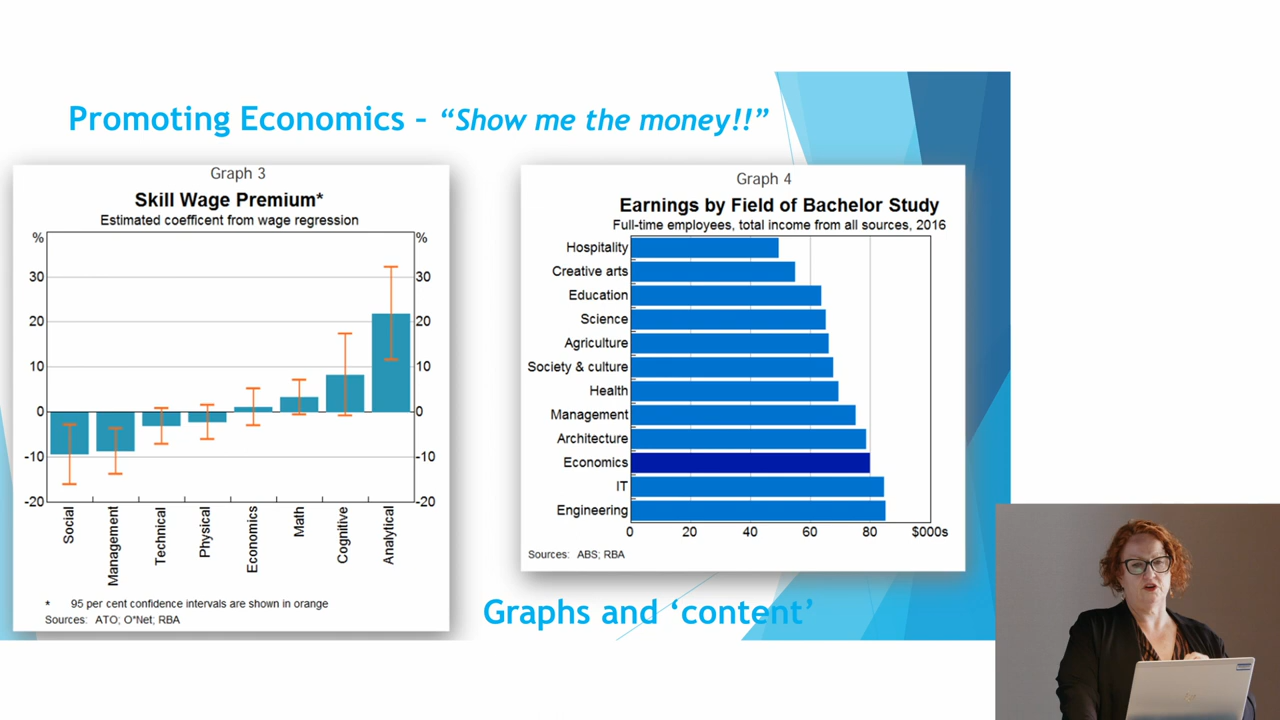 Promoting Economics – “Show me the money!!”
Graph 3
Skill Wage Premium*
Estimated coefficent from wage regression
% %
30 30
20 20
10 10
0 0
-10 -10
-20 -20
Social
Management
Technical
Physical
Economics
Math
Cognitive
Analytical
* 95 per cent confidence intervals are shown in orange
Sources: ATO; O*Net; RBA
Graph 4
Earnings by Field of Bachelor Study
Full-time employees, total income from all sources, 2016
Hospitality
Creative arts
Education
Science
Agriculture
Society & culture
Health
Management
Architecture
Economics
IT
Engineering
0 20 40 60 80 $000s
Sources: ABS; RBA
Graphs and ‘content’